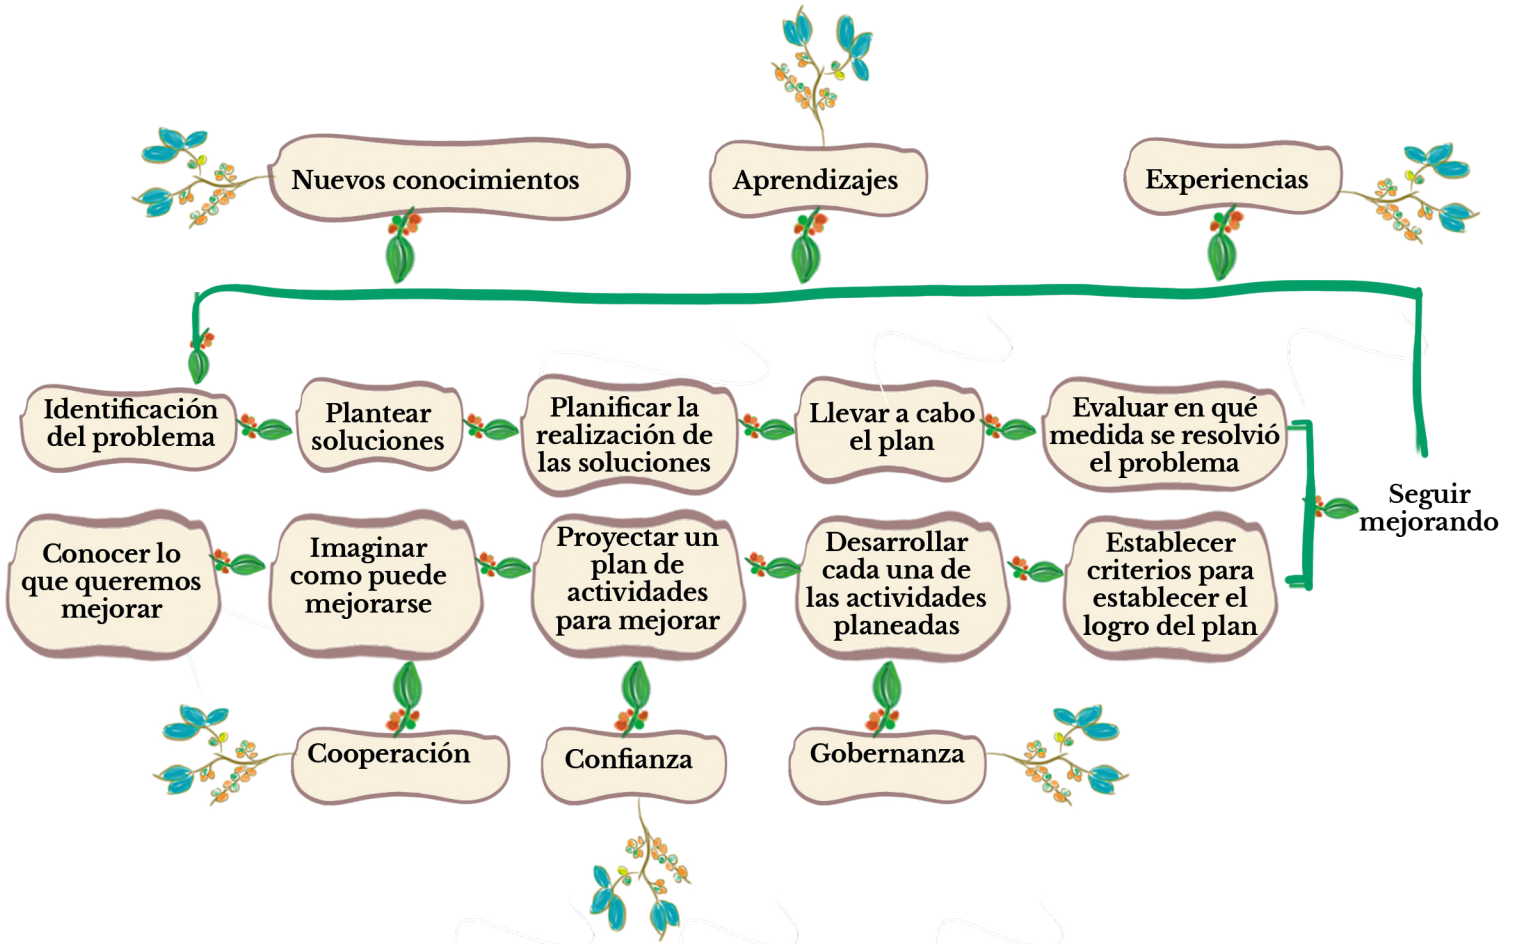 Nuevos conocimientos
Aprendizajes
Experiencias
Identificación
del problema
Plantear
soluciones
Planificar la
realización de
las soluciones
Llevar a cabo
el plan
Evaluar en qué
medida se resolvió
el problema
Seguir
mejorando
Conocer lo
que queremos
mejorar
Imaginar
como puede
mejorarse
Proyectar un
plan de
actividades
para mejorar
Desarrollar
cada una de
las actividades
planeadas
Establecer
criterios para
establecer el
logro del plan
Cooperación
Confianza
Gobernanza